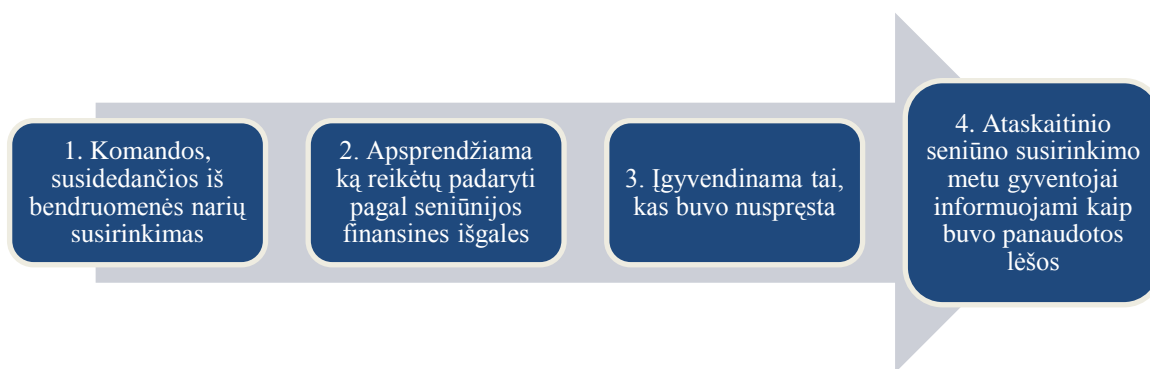 1. Komandos,
susidedančios iš
bendruomenės narių
susirinkimas
2. Apsprendžiama
ką reikėtų padaryti
pagal seniūnijos
finansines išgales
3. Įgyvendinama tai,
kas buvo nuspręsta
4. Ataskaitinio
seniūno susirinkimo
metu gyventojai
informuojami kaip
buvo panaudotos
lėšos